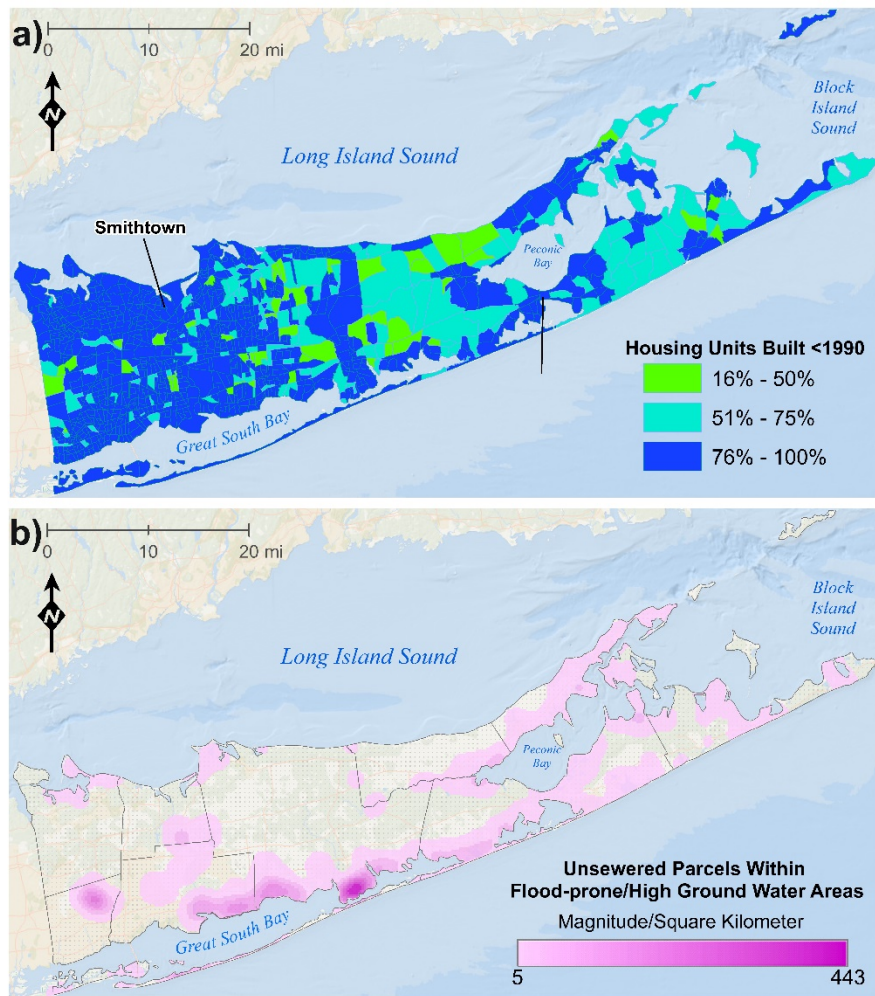 a)
0 10 20 mi
N
Block
Island
Sound
Long Island Sound
Smithtown
Peconic
Bay
Housing Units Built <1990
16% - 50%
51% - 75%
76% - 100%
Great South Bay
b)
0 10 20 mi
N
Block
Island
Sound
Long Island Sound
Peconic
Bay
Unsewered Parcels Within
Flood-prone/High Ground Water Areas
Magnitude/Square Kilometer
5 443
Great South Bay